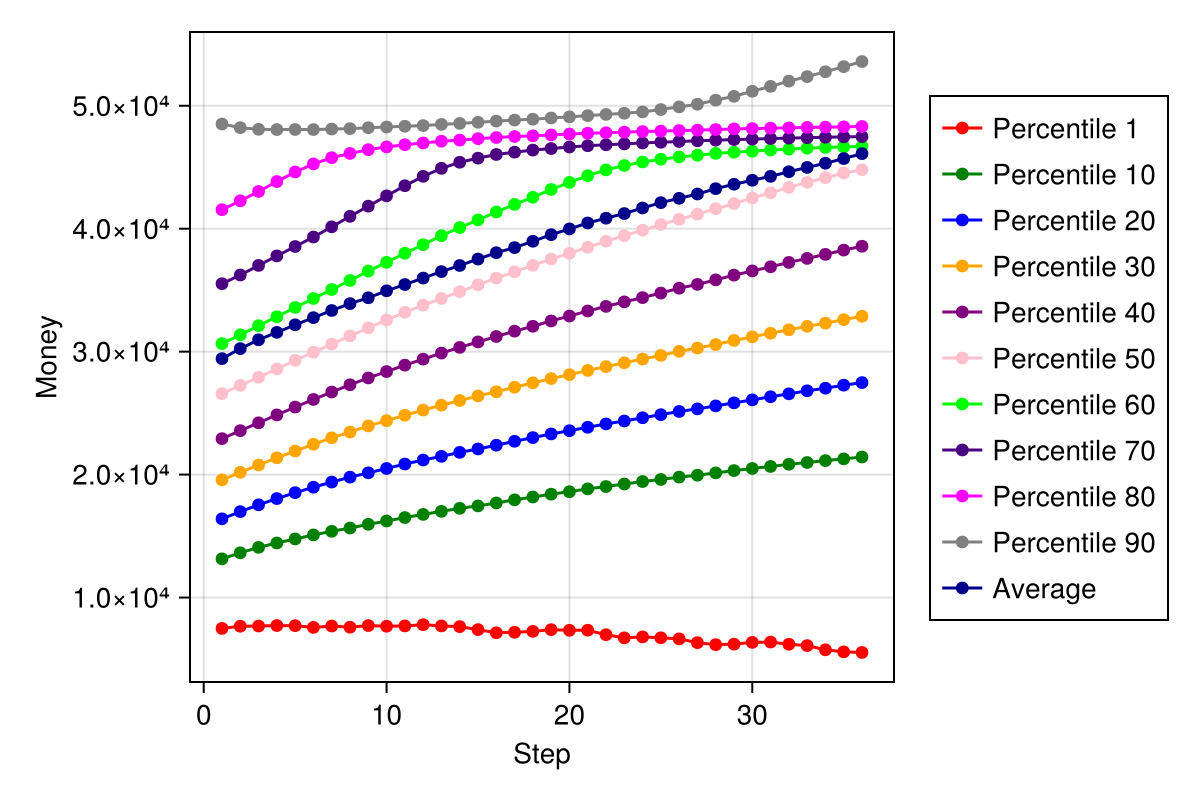 Money
5.0×10⁴
4.0×10⁴
3.0×10⁴
2.0×10⁴
1.0×10⁴
0
10
20
30
Step
Percentile 1
Percentile 10
Percentile 20
Percentile 30
Percentile 40
Percentile 50
Percentile 60
Percentile 70
Percentile 80
Percentile 90
Average